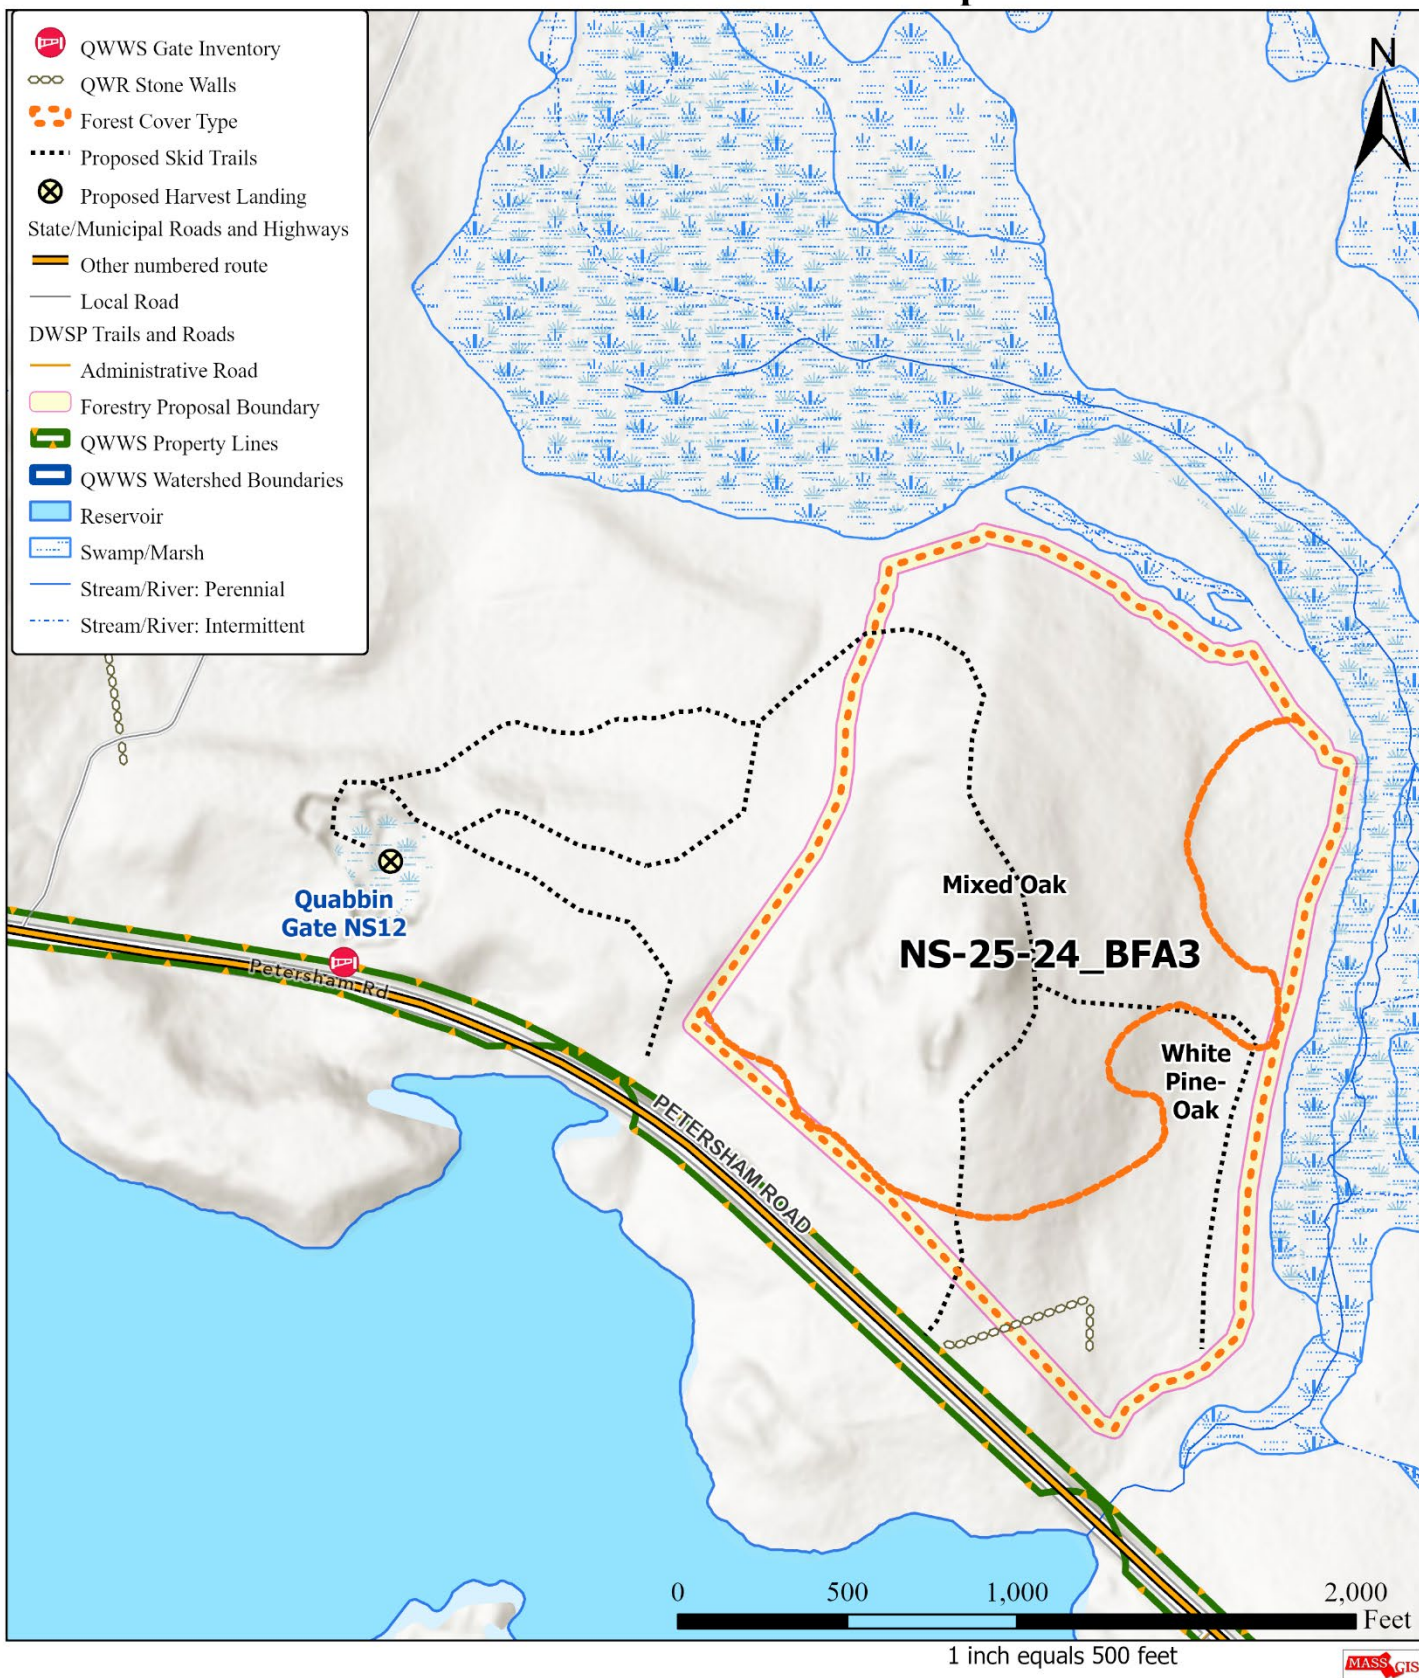 QWWS Gate Inventory
QWR Stone Walls
Forest Cover Type
Proposed Skid Trails
Proposed Harvest Landing
State/Municipal Roads and Highways
Other numbered route
Local Road
DWSP Trails and Roads
Administrative Road
Forestry Proposal Boundary
QWWS Property Lines
QWWS Watershed Boundaries
Reservoir
Swamp/Marsh
Stream/River: Perennial
Stream/River: Intermittent
N
Mixed Oak
Quabbin
Gate NS12
NS-25-24_BFA3
Petersham Rd
White
Pine-
Oak
PETERSHAM ROAD
0 500 1,000 2,000
Feet
1 inch equals 500 feet
MASS GIS